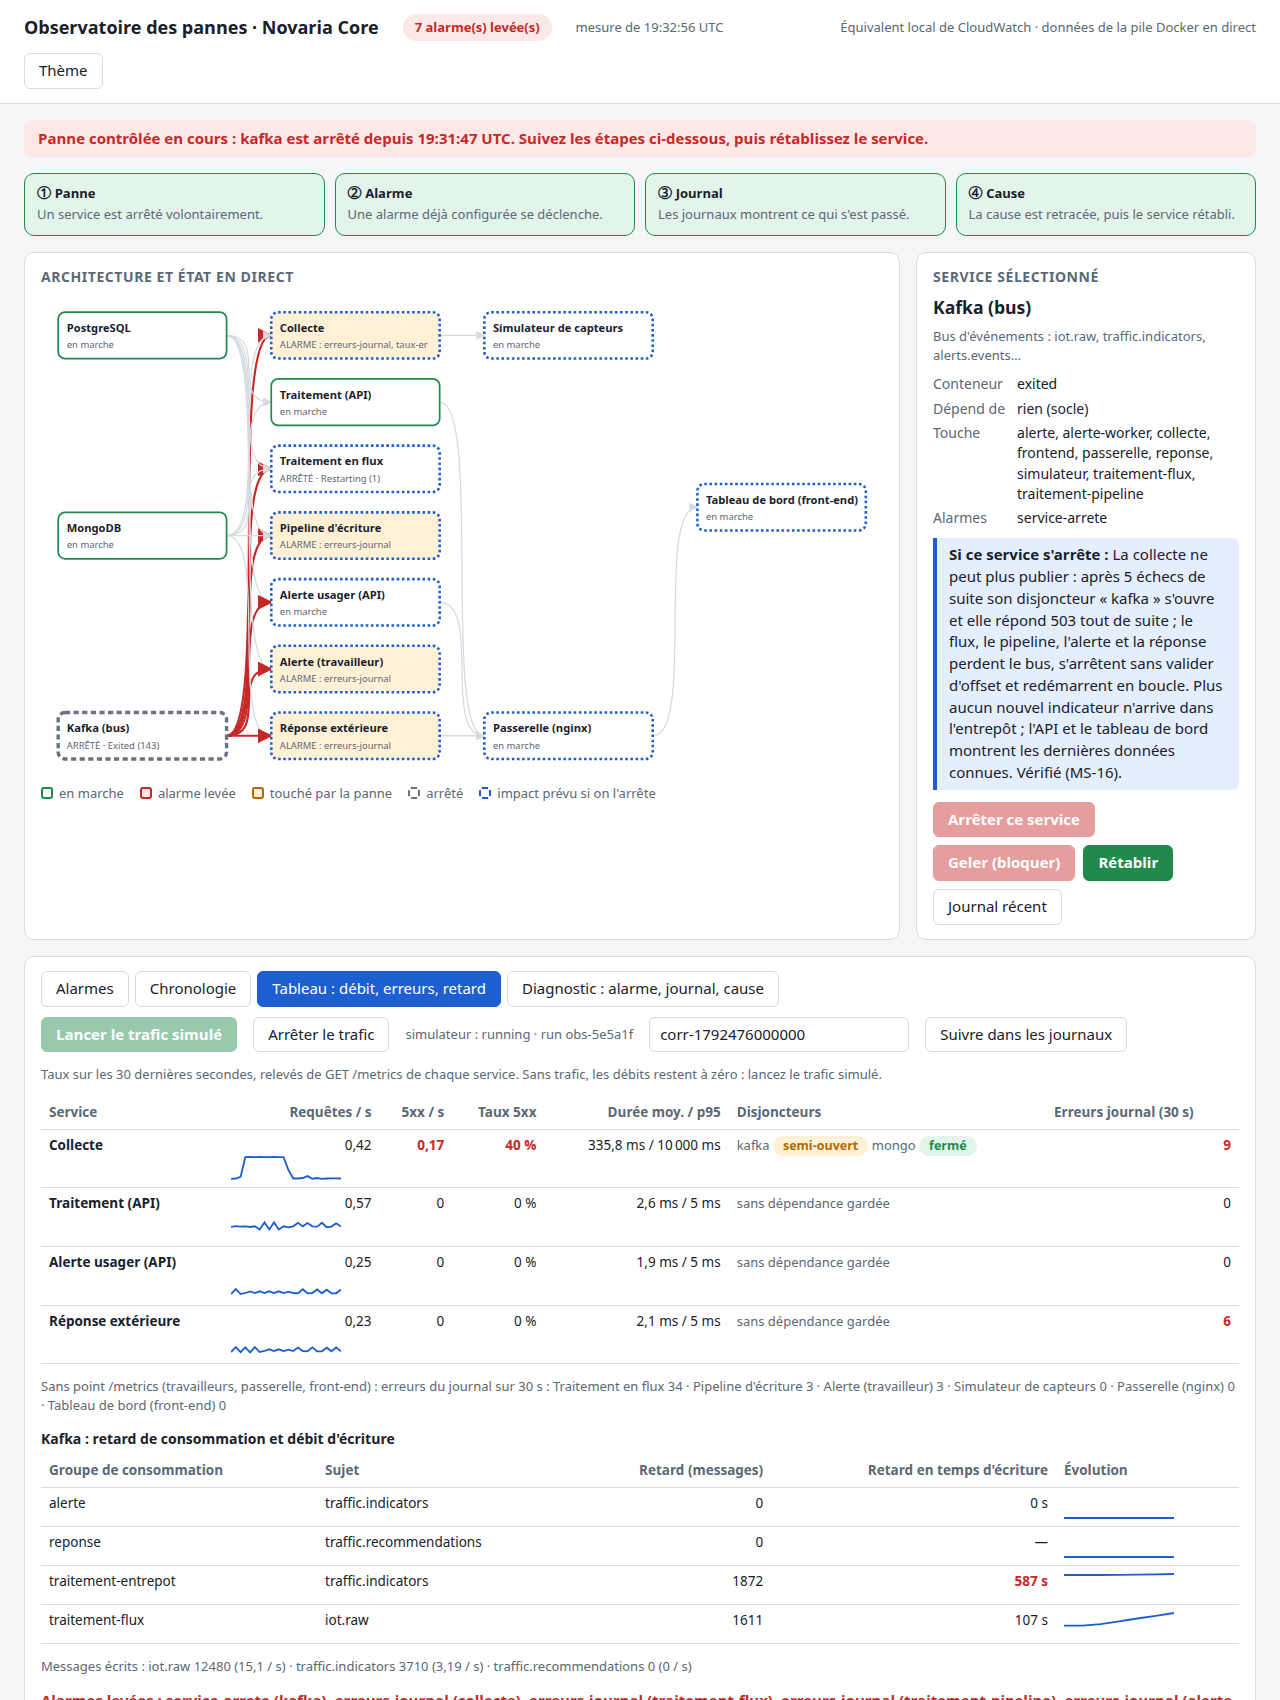 Observatoire des pannes · Novaria Core
7 alarme(s) levée(s)
mesure de 19:32:56 UTC
Équivalent local de CloudWatch · données de la pile Docker en direct
Thème
Panne contrôlée en cours : kafka est arrêté depuis 19:31:47 UTC. Suivez les étapes ci-dessous, puis rétablissez le service.
① Panne
Un service est arrêté volontairement.
② Alarme
Une alarme déjà configurée se déclenche.
③ Journal
Les journaux montrent ce qui s'est passé.
④ Cause
La cause est retracée, puis le service rétabli.
ARCHITECTURE ET ÉTAT EN DIRECT
PostgreSQL
en marche
Collecte
ALARME : erreurs-journal, taux-er
Simulateur de capteurs
en marche
Traitement (API)
en marche
Traitement en flux
ARRÊTÉ · Restarting (1)
Tableau de bord (front-end)
en marche
MongoDB
en marche
Pipeline d'écriture
ALARME : erreurs-journal
Alerte usager (API)
en marche
Alerte (travailleur)
ALARME : erreurs-journal
Kafka (bus)
ARRÊTÉ · Exited (143)
Réponse extérieure
ALARME : erreurs-journal
Passerelle (nginx)
en marche
en marche
alarme levée
touché par la panne
arrêté
impact prévu si on l'arrête
SERVICE SÉLECTIONNÉ
Kafka (bus)
Bus d'événements : iot.raw, traffic.indicators,
alerts.events…
Conteneur exited
Dépend de rien (socle)
Touche alerte, alerte-worker, collecte,
frontend, passerelle, reponse,
simulateur, traitement-flux,
traitement-pipeline
Alarmes service-arrete
Si ce service s'arrête : La collecte ne
peut plus publier : après 5 échecs de
suite son disjoncteur « kafka » s'ouvre
et elle répond 503 tout de suite ; le
flux, le pipeline, l'alerte et la réponse
perdent le bus, s'arrêtent sans valider
d'offset et redémarrent en boucle. Plus
aucun nouvel indicateur n'arrive dans
l'entrepôt ; l'API et le tableau de bord
montrent les dernières données
connues. Vérifié (MS-16).
Arrêter ce service
Geler (bloquer)
Rétablir
Journal récent
Alarmes
Chronologie
Tableau : débit, erreurs, retard
Diagnostic : alarme, journal, cause
Lancer le trafic simulé
Arrêter le trafic
simulateur : running · run obs-5e5a1f
corr-1792476000000
Suivre dans les journaux
Taux sur les 30 dernières secondes, relevés de GET /metrics de chaque service. Sans trafic, les débits restent à zéro : lancez le trafic simulé.
Service Requêtes / s 5xx / s Taux 5xx Durée moy. / p95 Disjoncteurs Erreurs journal (30 s)
Collecte 0,42 0,17 40 % 335,8 ms / 10 000 ms kafka semi-ouvert mongo fermé 9
Traitement (API) 0,57 0 0 % 2,6 ms / 5 ms sans dépendance gardée 0
Alerte usager (API) 0,25 0 0 % 1,9 ms / 5 ms sans dépendance gardée 0
Réponse extérieure 0,23 0 0 % 2,1 ms / 5 ms sans dépendance gardée 6
Sans point /metrics (travailleurs, passerelle, front-end) : erreurs du journal sur 30 s : Traitement en flux 34 · Pipeline d'écriture 3 · Alerte (travailleur) 3 · Simulateur de capteurs 0 · Passerelle (nginx) 0
· Tableau de bord (front-end) 0
Kafka : retard de consommation et débit d'écriture
Groupe de consommation Sujet Retard (messages) Retard en temps d'écriture Évolution
alerte traffic.indicators 0 0 s
reponse traffic.recommendations 0 —
traitement-entrepot traffic.indicators 1872 587 s
traitement-flux iot.raw 1611 107 s
Messages écrits : iot.raw 12480 (15,1 / s) · traffic.indicators 3710 (3,19 / s) · traffic.recommendations 0 (0 / s)
Alarmes levées : service-arrete (kafka), erreurs-journal (collecte), erreurs-journal (traitement-flux), erreurs-journal (traitement-pipeline), erreurs-journal (alerte